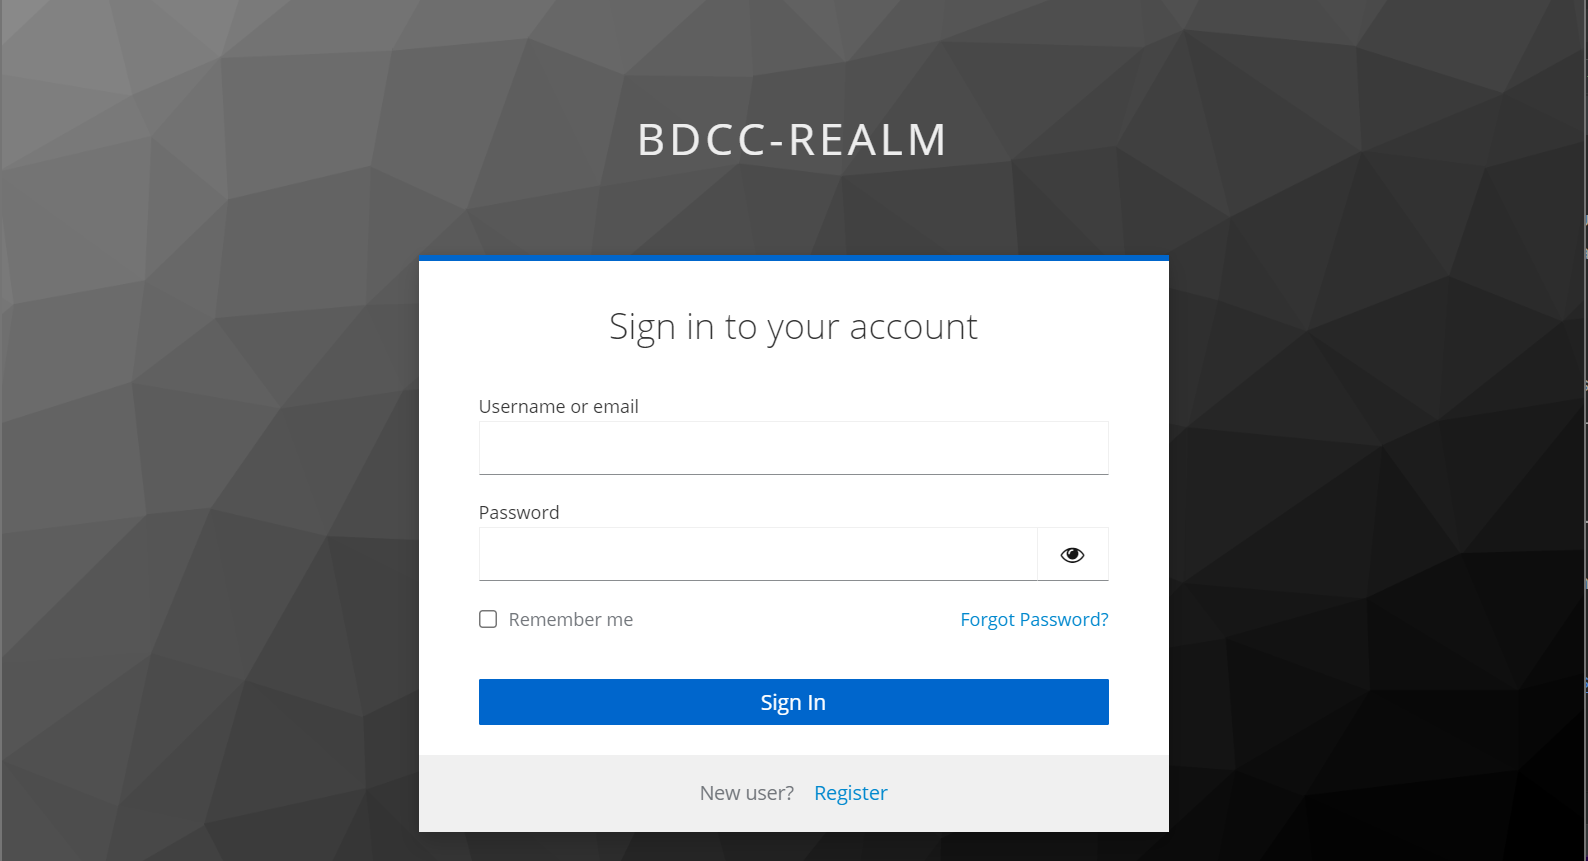 BDCC-REALM
Sign in to your account
Username or email
Password
Remember me
Forgot Password?
Sign In
New user? Register